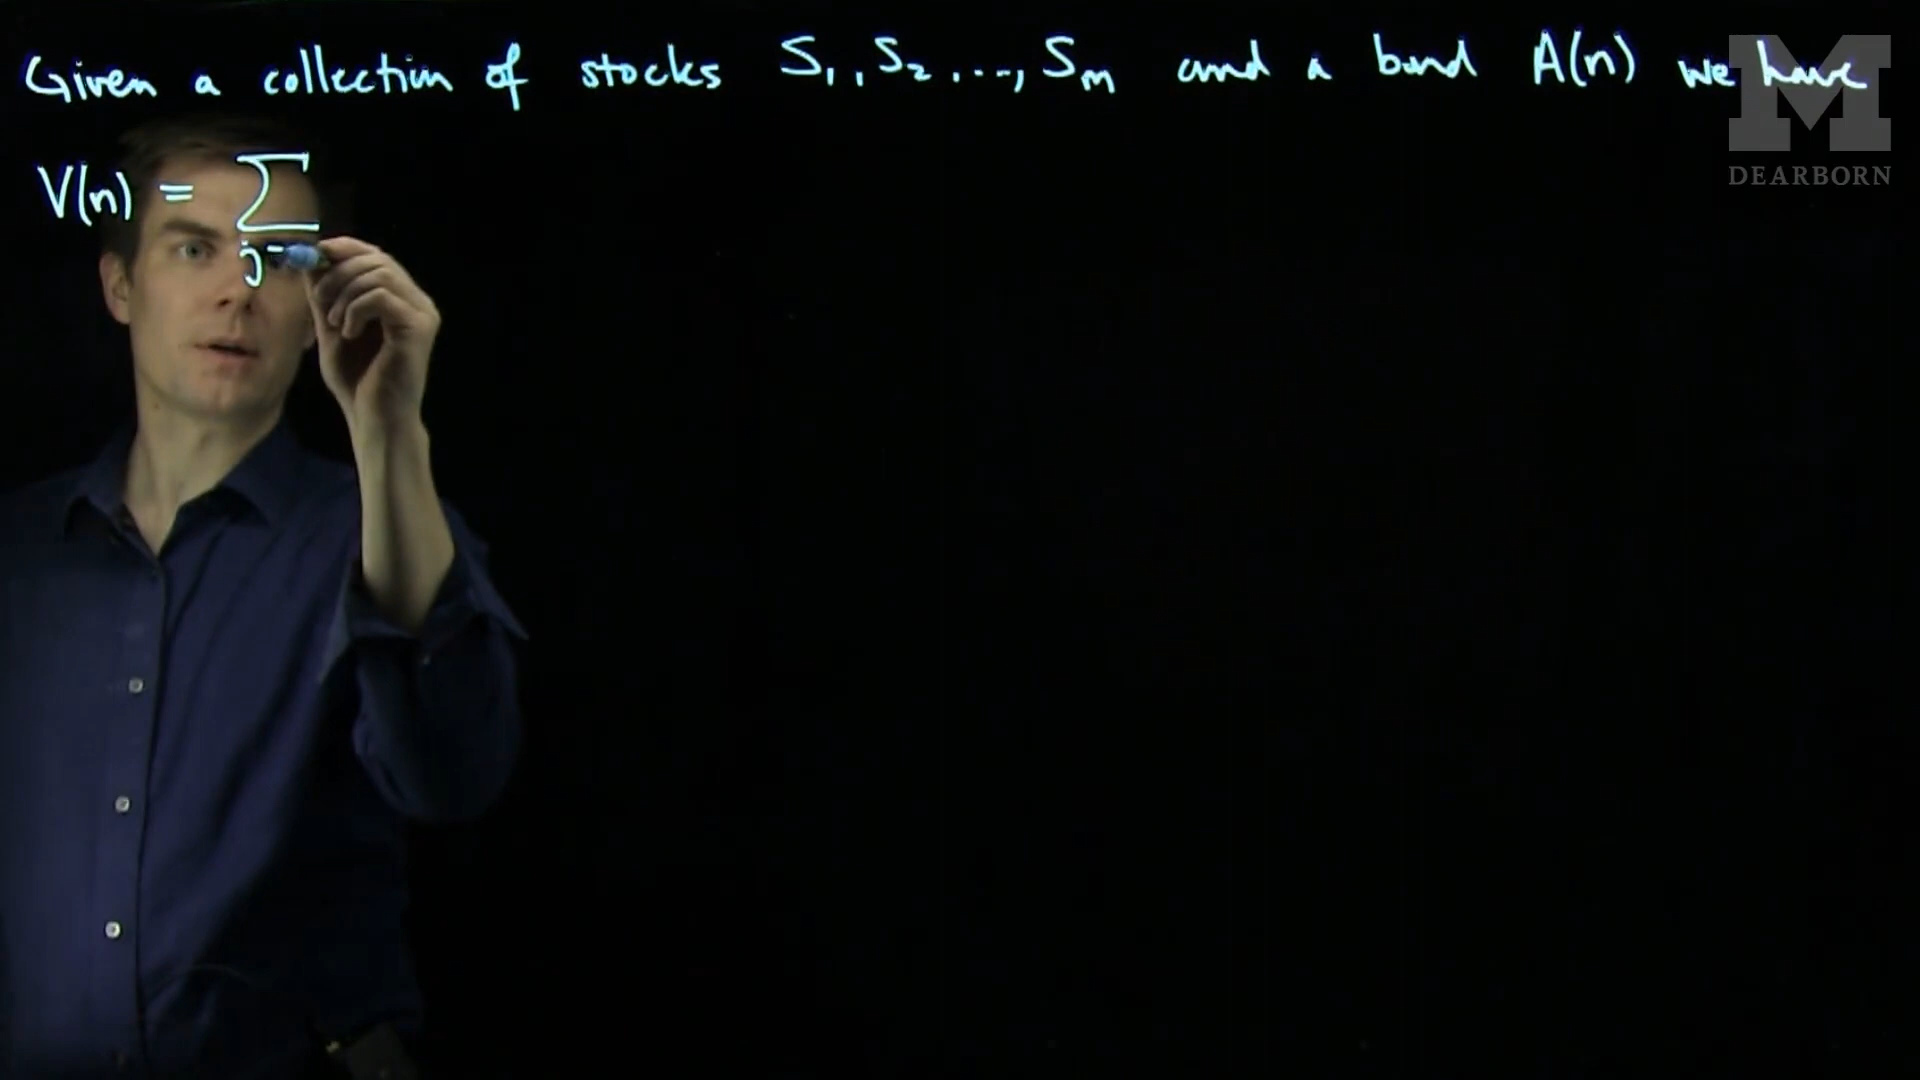 Given a collection of stocks S₁, S₂, ..., Sₘ and a bond A(n) we have
V(n) = Σ
j=
M
DEARBORN